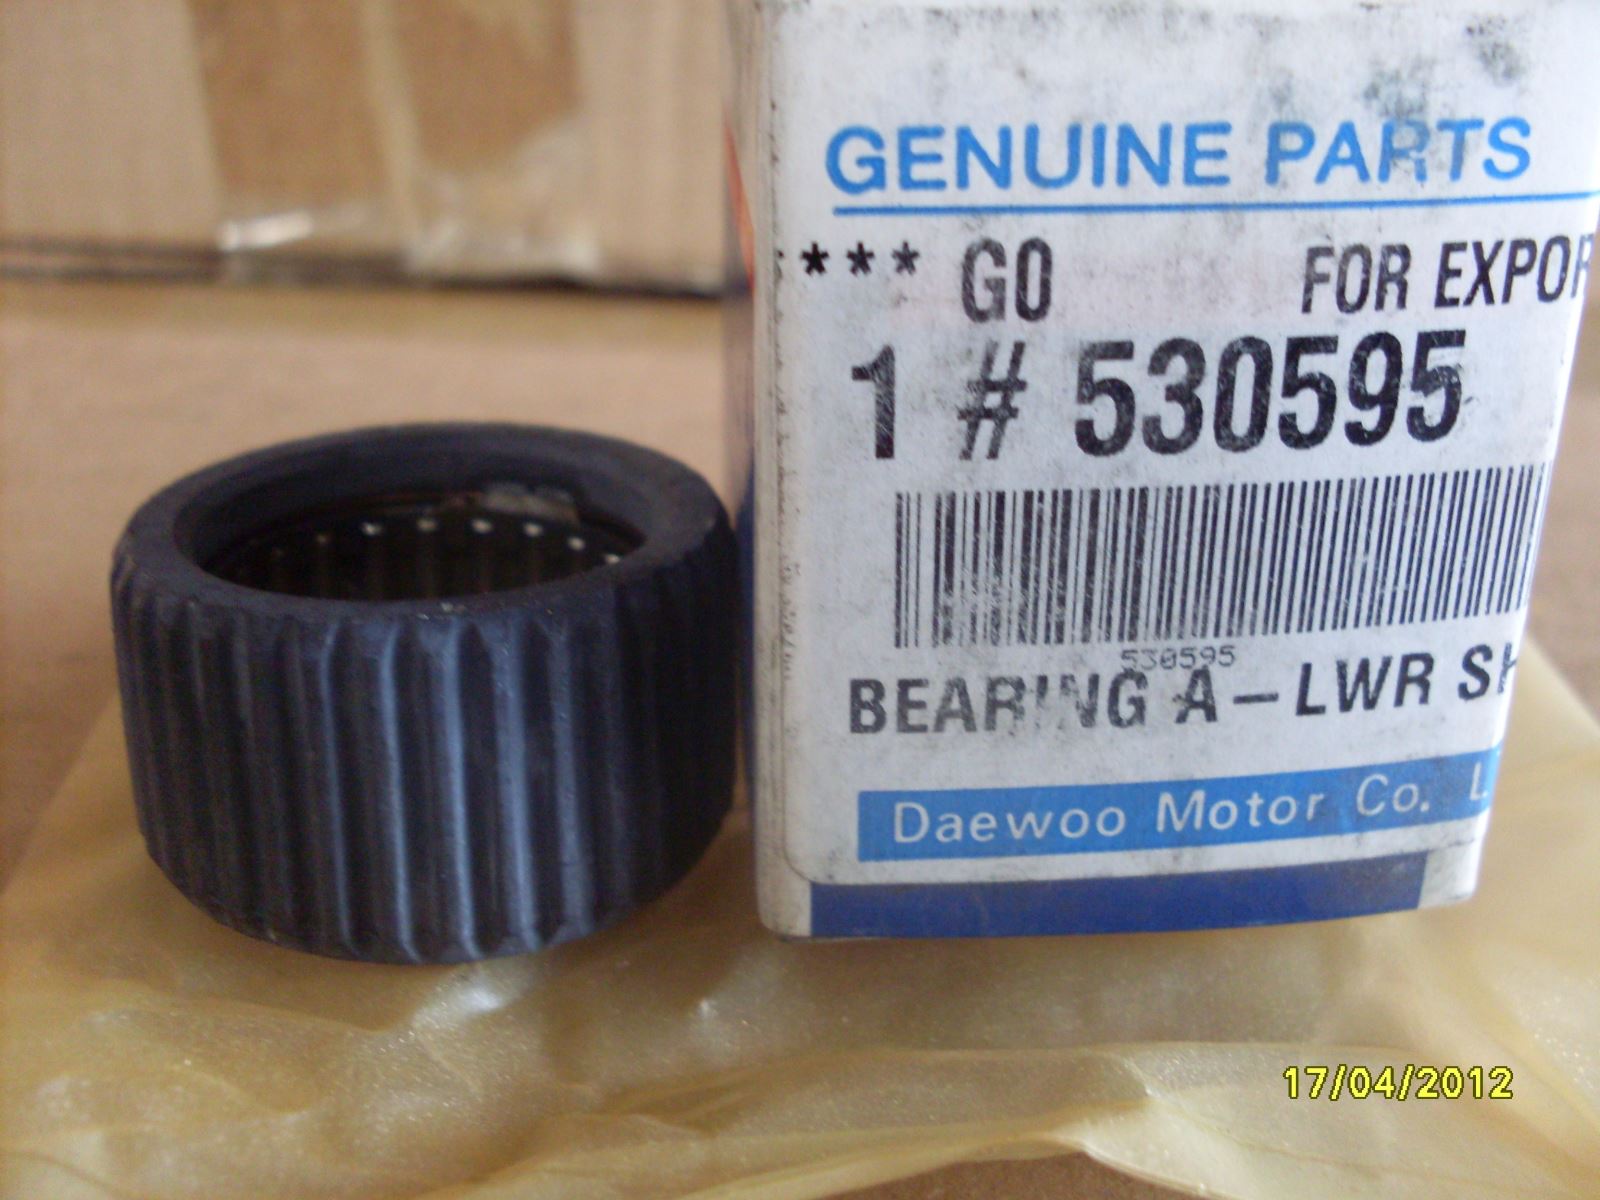 GENUINE PARTS
*** G0 FOR EXPOR
1 # 530595
530595
BEARING A-LWR SH
Daewoo Motor Co. L
17/04/2012